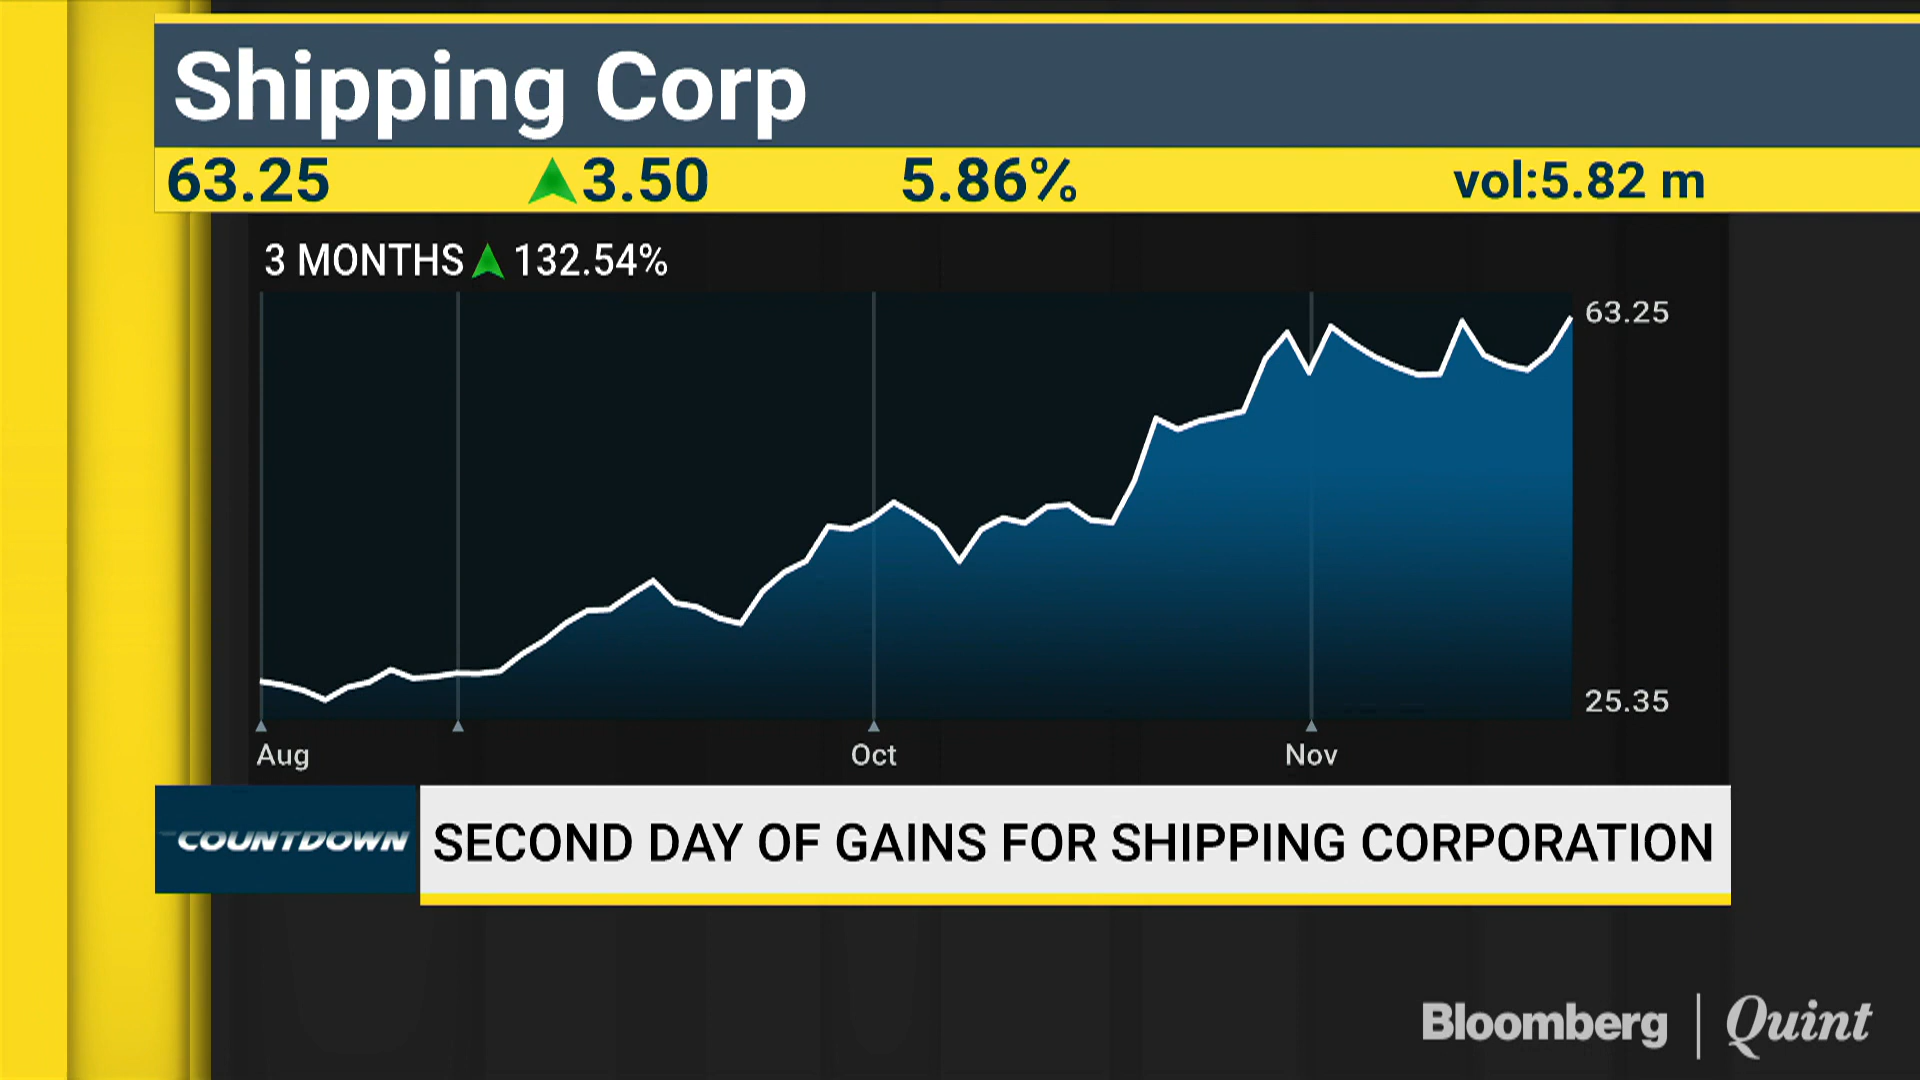 Shipping Corp
63.25 3.50 5.86% vol:5.82 m
3 MONTHS 132.54%
63.25
25.35
Aug Oct Nov
COUNTDOWN
SECOND DAY OF GAINS FOR SHIPPING CORPORATION
Bloomberg | Quint